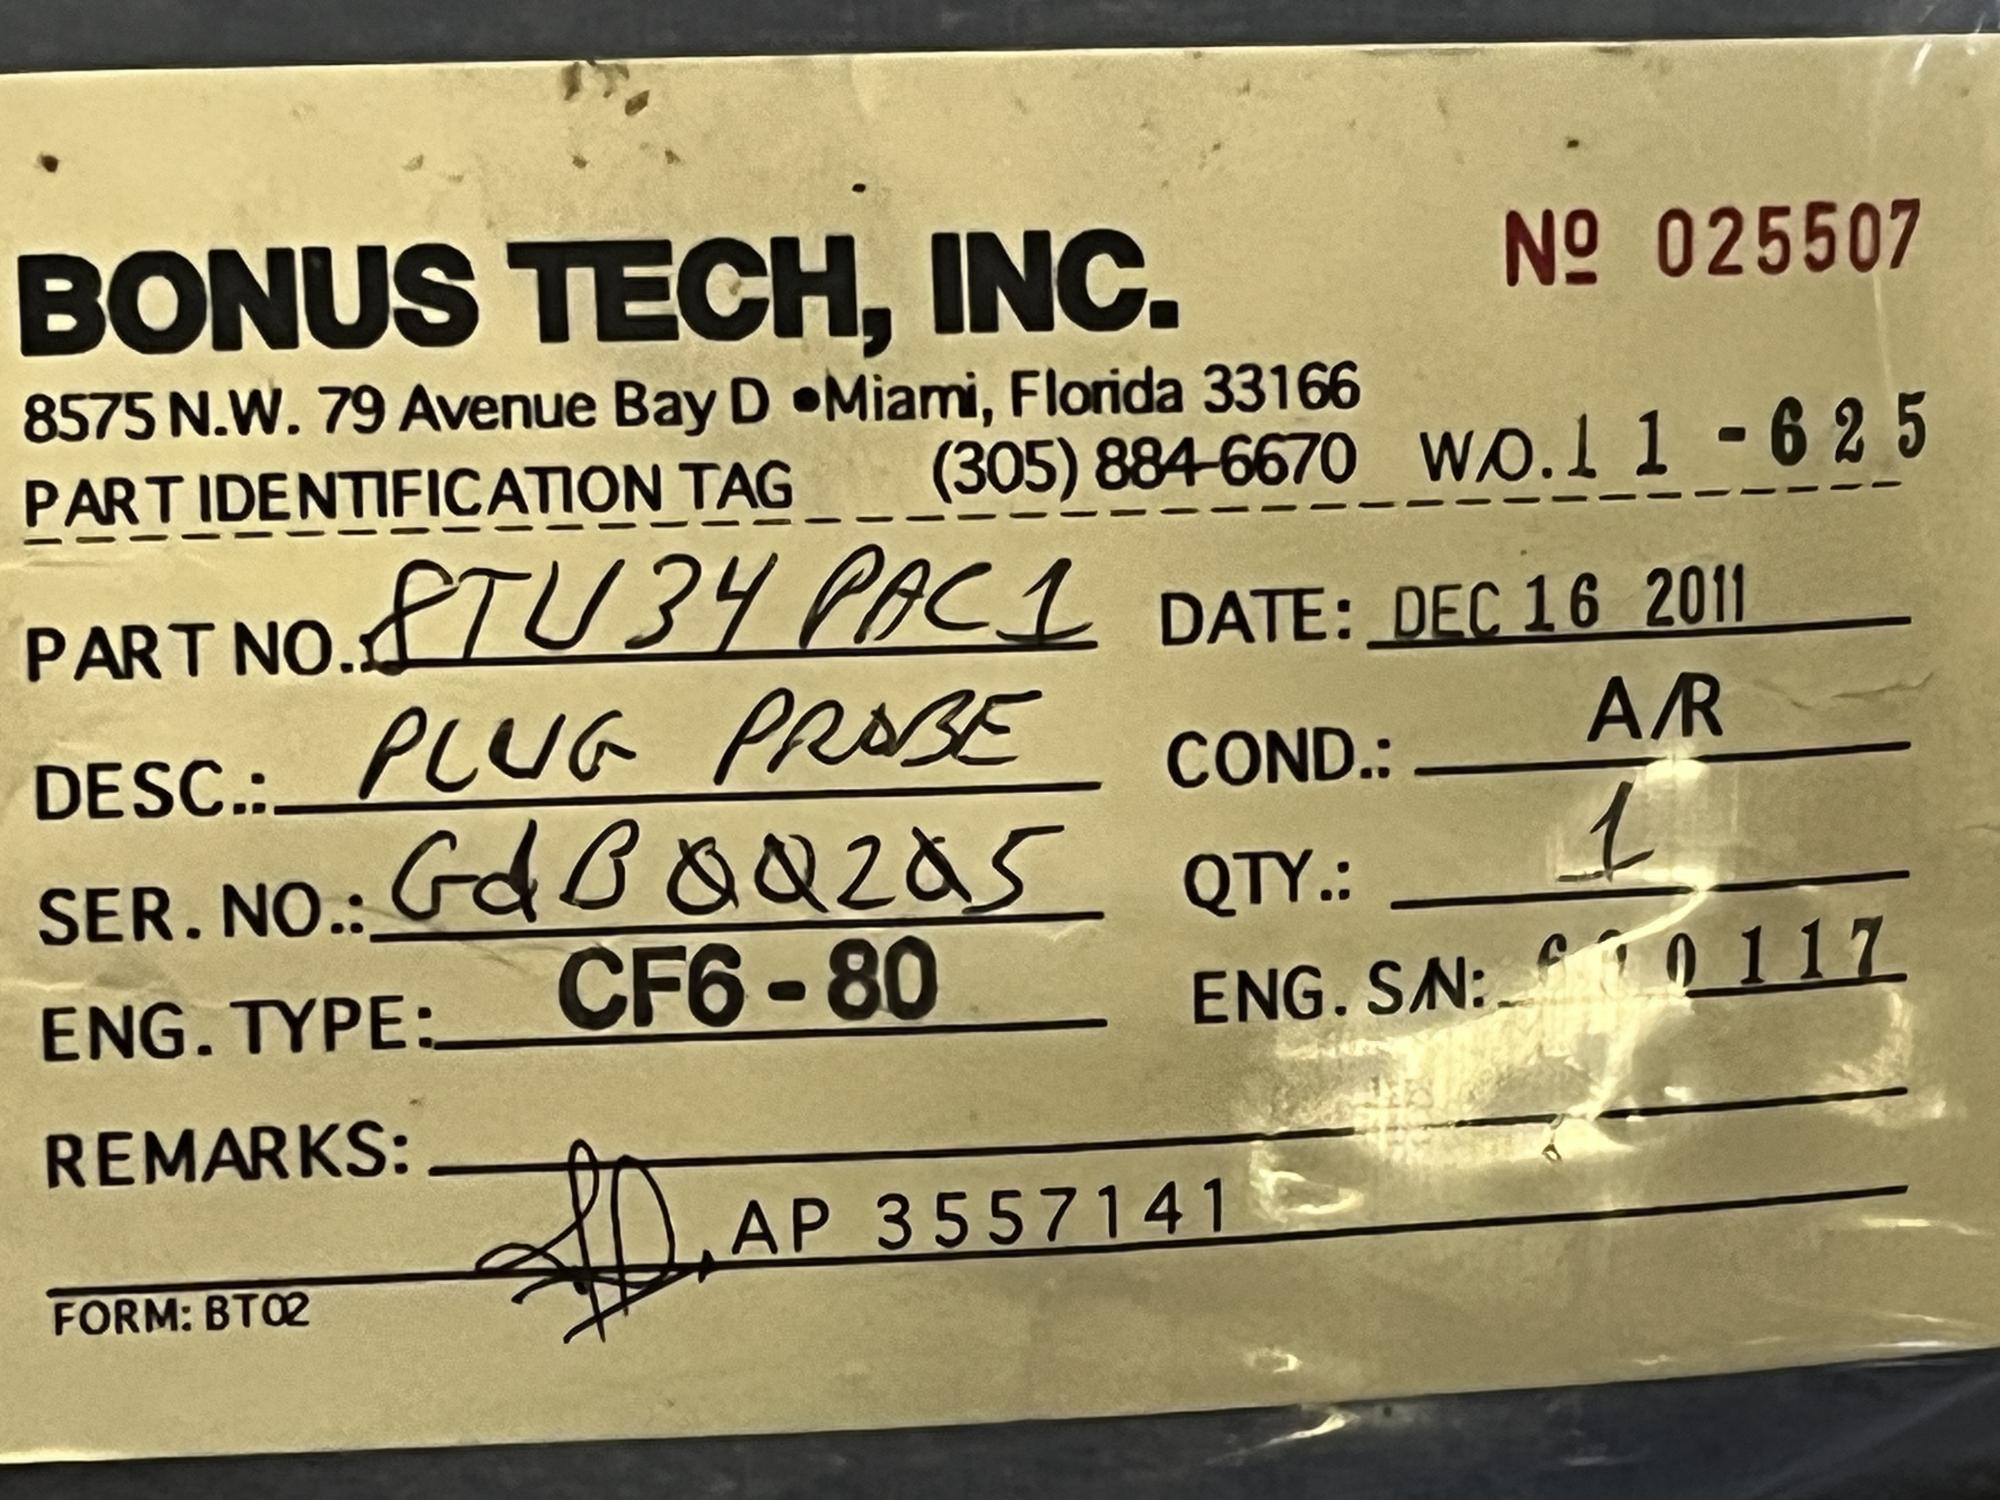 BONUS TECH, INC.
Nº 025507
8575 N.W. 79 Avenue Bay D •Miami, Florida 33166
PART IDENTIFICATION TAG (305) 884-6670 W/O. 11-625
PART NO.: 8TU34PAC1 DATE: DEC 16 2011
DESC.: PLUG PROBE COND.: A/R
SER. NO.: GdB00205 QTY.: 1
ENG. TYPE: CF6-80 ENG. S/N:
REMARKS:
AP 3557141
FORM: BT02